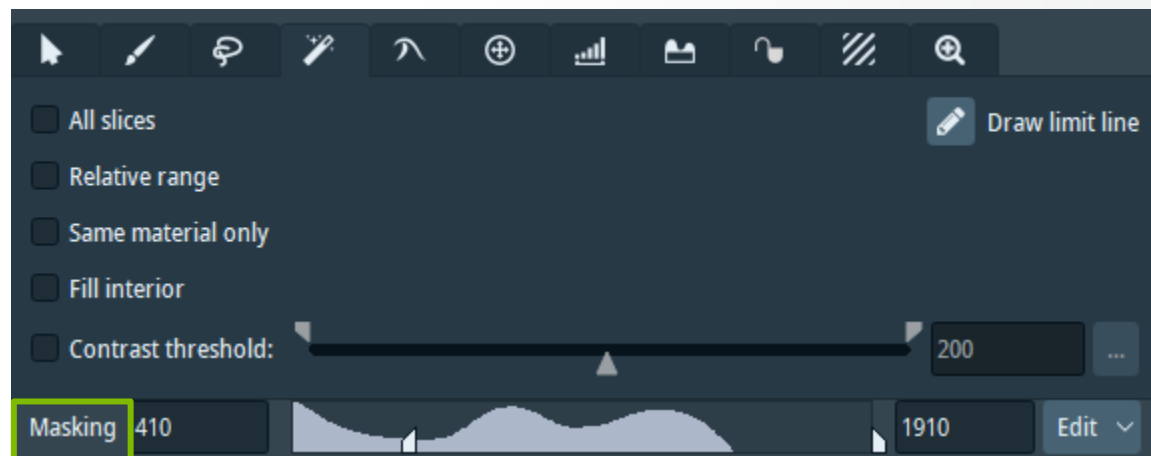 All slices
Draw limit line
Relative range
Same material only
Fill interior
Contrast threshold: 200 ...
Masking 410 1910 Edit